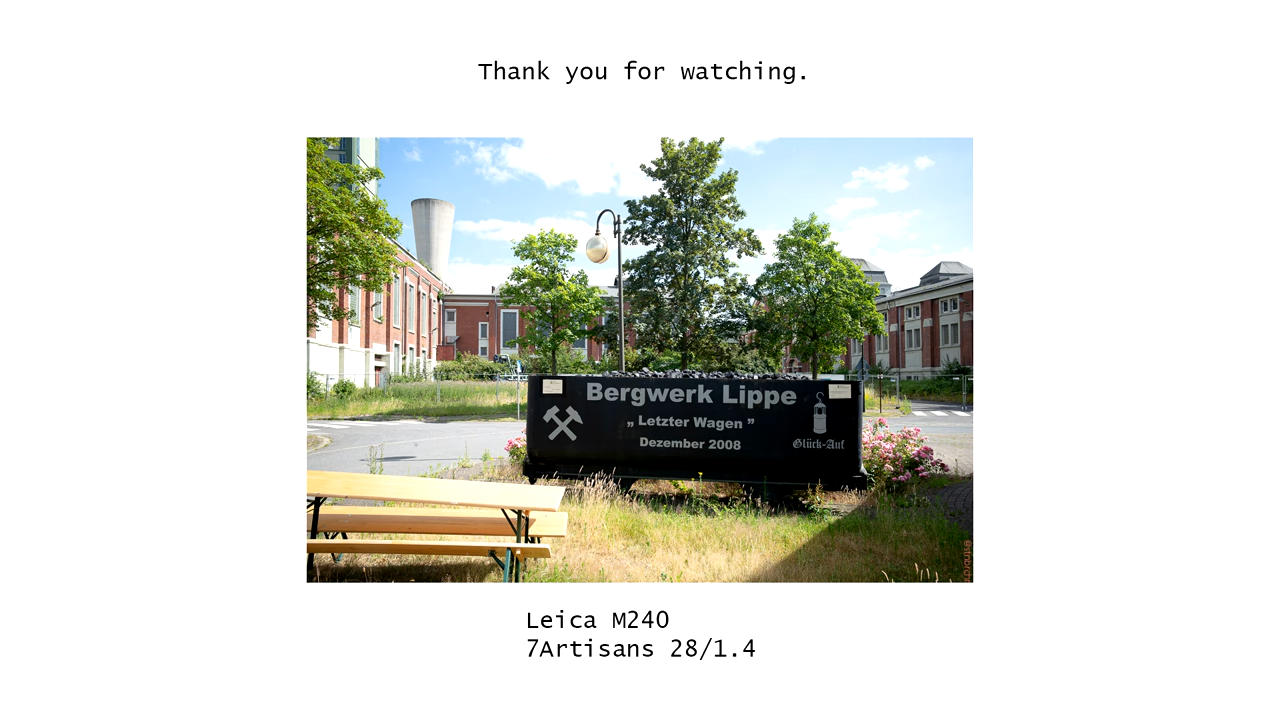 Thank you for watching.
Bergwerk Lippe
„ Letzter Wagen ”
Dezember 2008
Glück-Auf
Leica M240
7Artisans 28/1.4